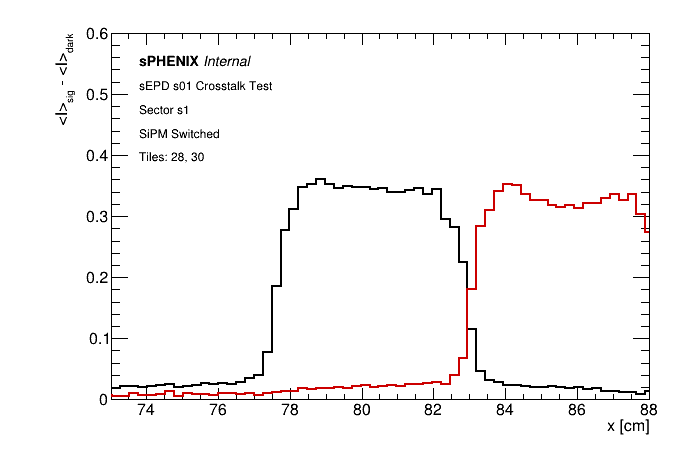 <I>sig - <I>dark
0.6
0.5
0.4
0.3
0.2
0.1
0
sPHENIX Internal
sEPD s01 Crosstalk Test
Sector s1
SiPM Switched
Tiles: 28, 30
74 76 78 80 82 84 86 88
x [cm]